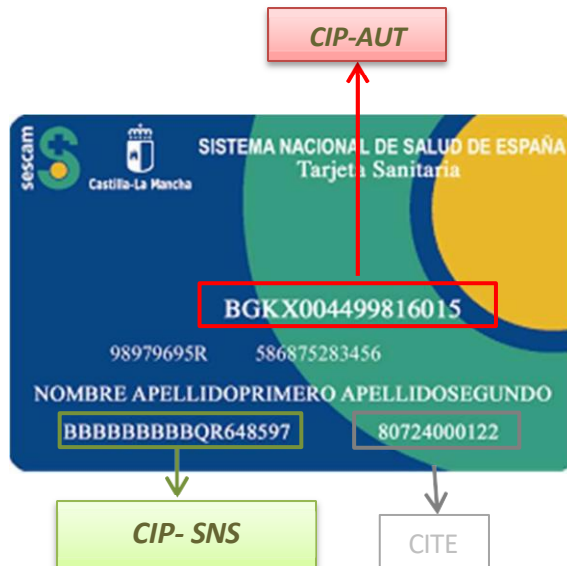 CIP-AUT
sescam
Castilla-La Mancha
SISTEMA NACIONAL DE SALUD DE ESPAÑA
Tarjeta Sanitaria
BGKX004499816015
98979695R 586875283456
NOMBRE APELLIDOPRIMERO APELLIDOSEGUNDO
BBBBBBBBBBQR648597 80724000122
CIP- SNS
CITE